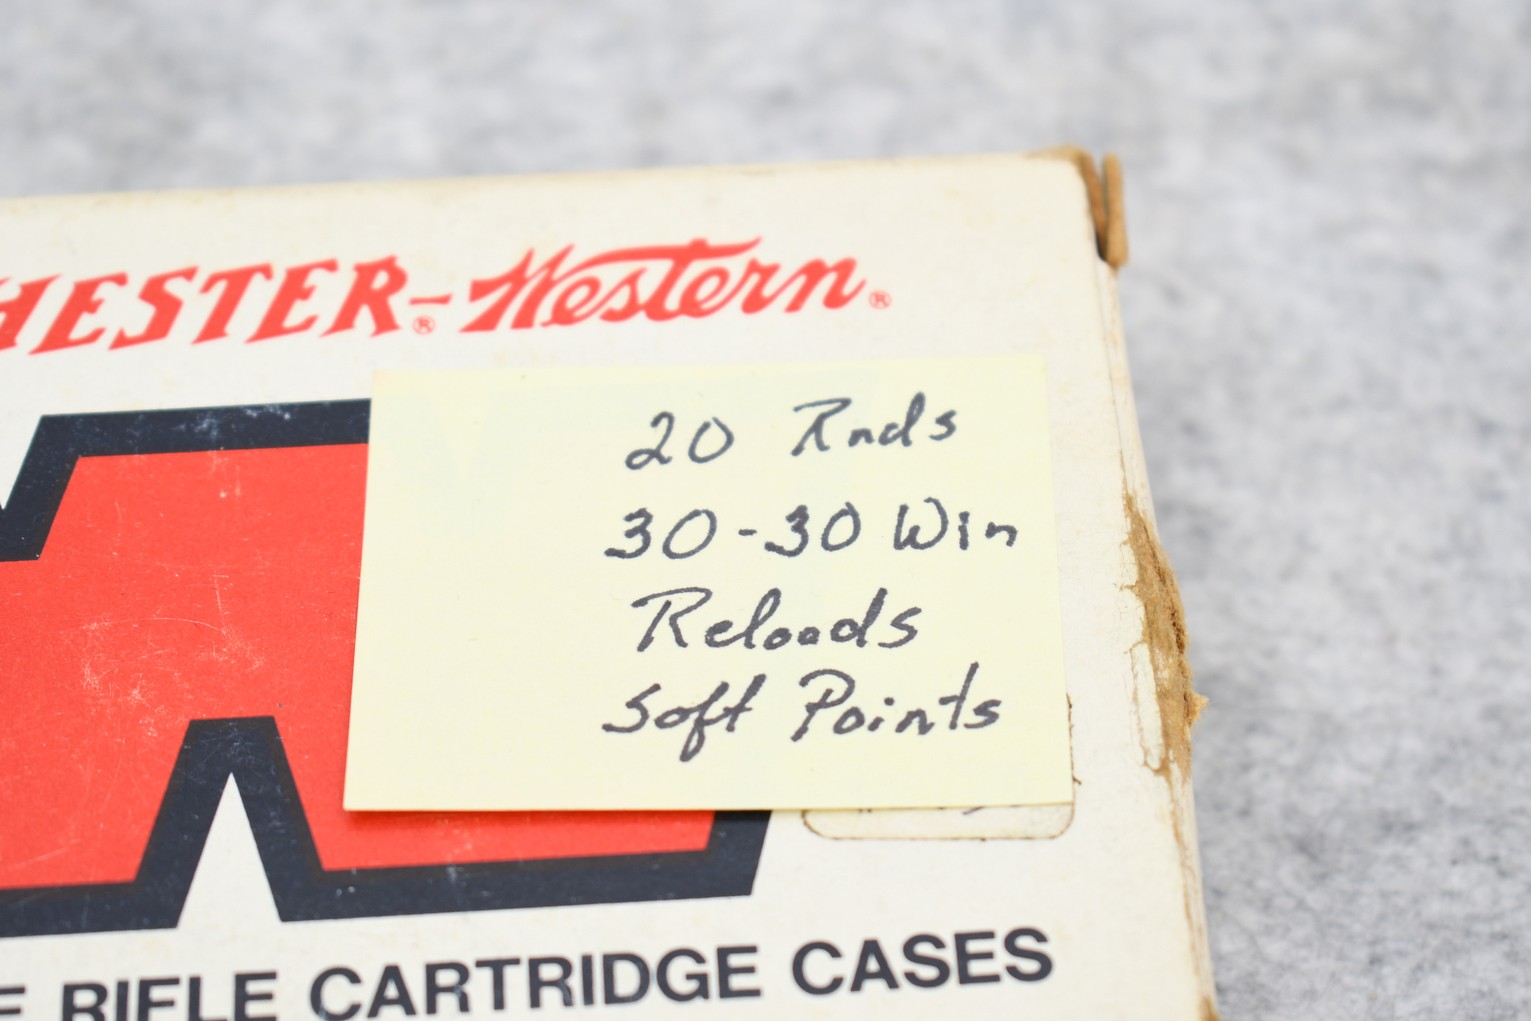 HESTER®-Western®
20 Rnds
30-30 Win
Reloads
Soft Points
E RIFLE CARTRIDGE CASES